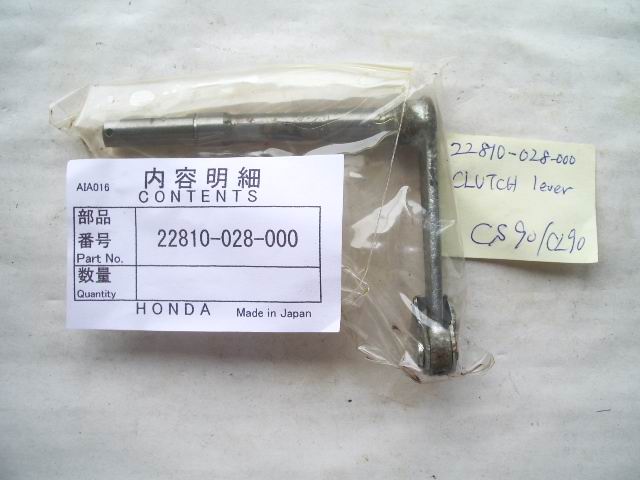 AIA016
内容明細
CONTENTS
部品
番号
Part No.
22810-028-000
数量
Quantity
HONDA
Made in Japan
22810-028-000
CLUTCH lever
CS90/CL90